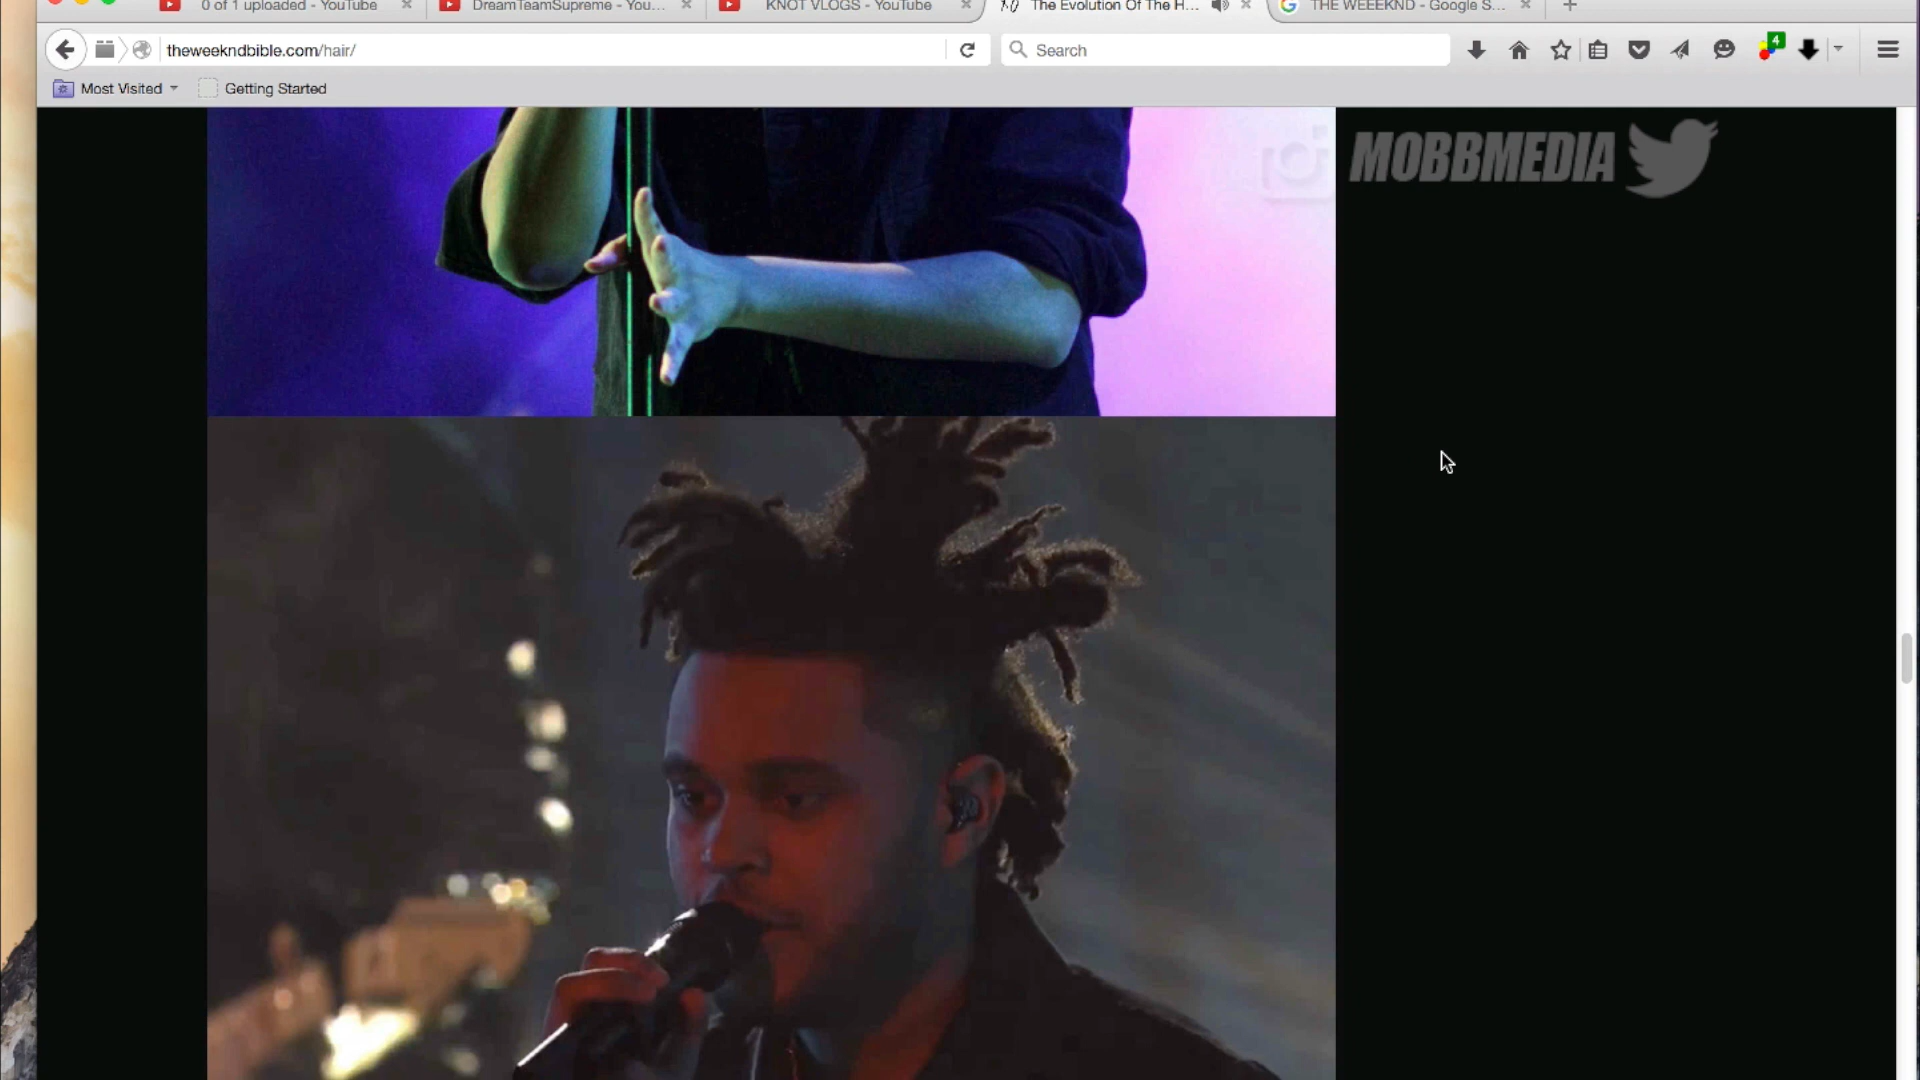 0 of 1 uploaded - YouTube
DreamTeamSupreme - You...
KNOT VLOGS - YouTube
The Evolution Of The H...
THE WEEEKND - Google S...
theweekndbible.com/hair/
Search
4
Most Visited
Getting Started
MOBBMEDIA